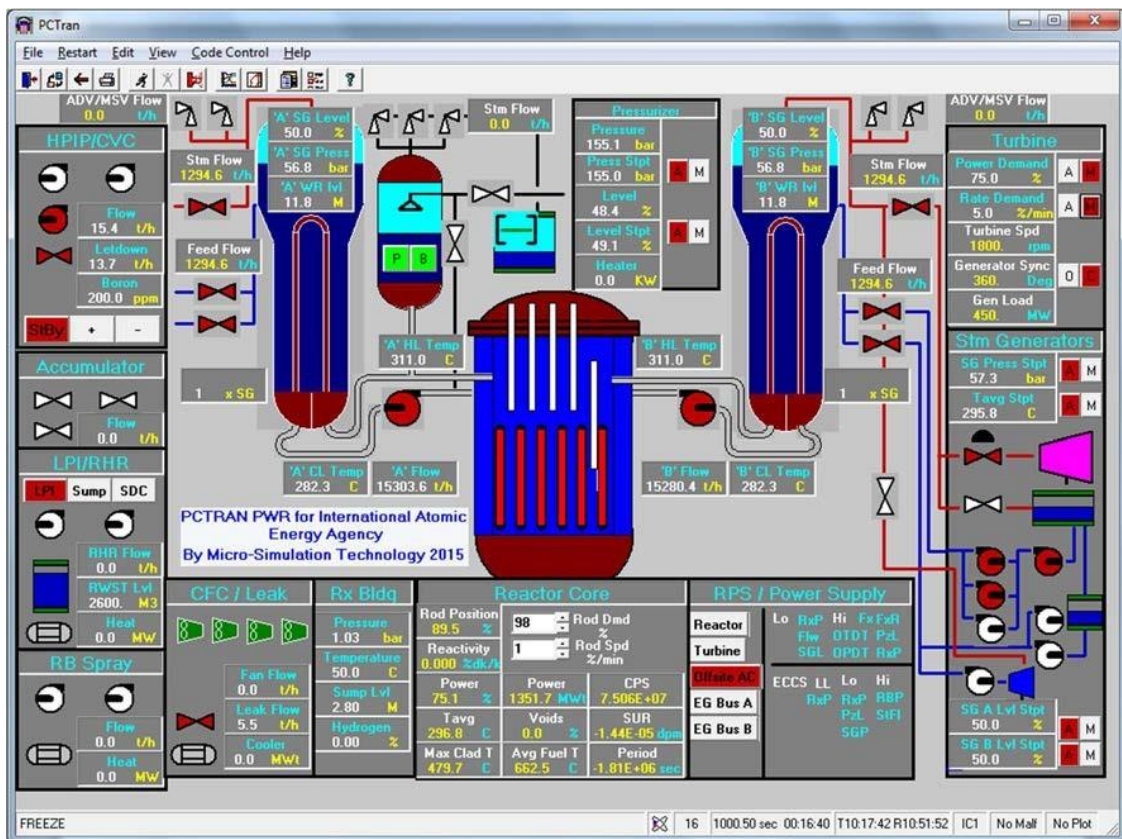 PCTran
File Restart Edit View Code Control Help
ADV/MSV Flow
0.0 t/h
HPIP/CVC
Flow
15.4 t/h
Letdown
13.7 t/h
Boron
200.0 ppm
StBy + -
Accumulator
Flow
0.0 t/h
LPI/RHR
LPI Sump SDC
RHR Flow
0.0 t/h
RWST Lvl
2600. M3
Heat
0.0 MW
RB Spray
Flow
0.0 t/h
Heat
0.0 MW
Stm Flow
1294.6 t/h
Feed Flow
1294.6 t/h
1 x SG
'A' SG Level
50.0 %
'A' SG Press
56.8 bar
'A' WR lvl
11.8 M
Stm Flow
0.0 t/h
P B
'A' HL Temp
311.0 C
'A' CL Temp
282.3 C
'A' Flow
15303.6 t/h
Pressurizer
Pressure
155.1 bar
Press Stpt
155.0 bar
A M
Level
48.4 %
Level Stpt
49.1 %
A M
Heater
0.0 KW
'B' HL Temp
311.0 C
'B' Flow
15280.4 t/h
'B' CL Temp
282.3 C
'B' SG Level
50.0 %
'B' SG Press
56.8 bar
'B' WR lvl
11.8 M
Stm Flow
1294.6 t/h
Feed Flow
1294.6 t/h
1 x SG
ADV/MSV Flow
0.0 t/h
Turbine
Power Demand
75.0 % A M
Rate Demand
5.0 %/min A M
Turbine Spd
1800. rpm
Generator Sync
360. Deg O C
Gen Load
450. MW
Stm Generators
SG Press Stpt
57.3 bar A M
Tavg Stpt
295.8 C A M
SG A Lvl Stpt
50.0 % A M
SG B Lvl Stpt
50.0 % A M
PCTRAN PWR for International Atomic
Energy Agency
By Micro-Simulation Technology 2015
CFC / Leak
Fan Flow
0.0 t/h
Leak Flow
5.5 t/h
Cooler
0.0 MWt
Rx Bldg
Pressure
1.03 bar
Temperature
50.0 C
Sump Lvl
2.80 M
Hydrogen
0.00 %
Reactor Core
Rod Position
89.5 %
98 Rod Dmd
%
Reactivity
0.000 %dk/k
1 Rod Spd
%/min
Power
75.1 %
Power
1351.7 MWt
CPS
7.506E+07
Tavg
296.8 C
Voids
0.0 %
SUR
-1.44E-05 dpm
Max Clad T
479.7 C
Avg Fuel T
662.5 C
Period
-1.81E+06 sec
RPS / Power Supply
Reactor
Turbine
Offside AC
EG Bus A
EG Bus B
Lo RxP Hi Fx FxR
Flw OTDT PzL
SGL OPDT RxP
ECCS LL Lo Hi
RxP RxP RBP
PzL StFl
SGP
FREEZE 16 1000.50 sec 00:16:40 T10:17:42 R10:51:52 IC1 No Malf No Plot